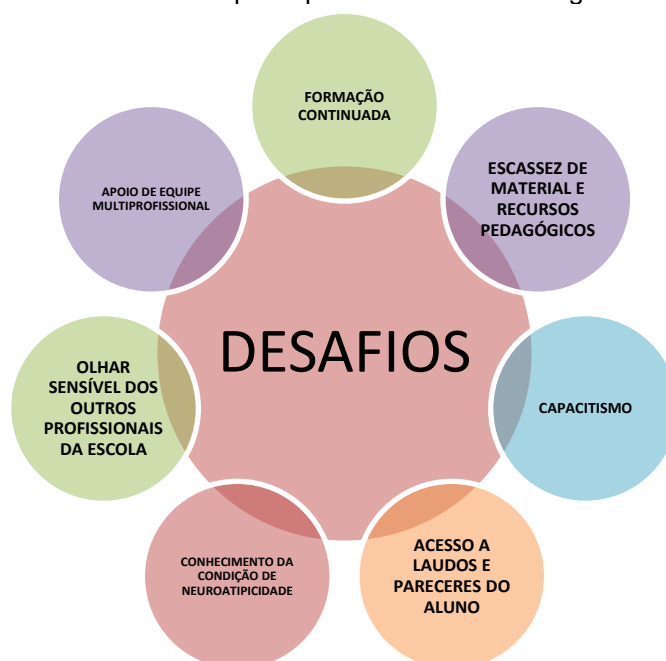 FORMAÇÃO
CONTINUADA
ESCASSEZ DE
MATERIAL E
RECURSOS
PEDAGÓGICOS
CAPACITISMO
ACESSO A
LAUDOS E
PARECERES DO
ALUNO
CONHECIMENTO DA
CONDIÇÃO DE
NEUROATIPICIDADE
OLHAR
SENSÍVEL DOS
OUTROS
PROFISSIONAIS
DA ESCOLA
APOIO DE EQUIPE
MULTIPROFISSIONAL
DESAFIOS